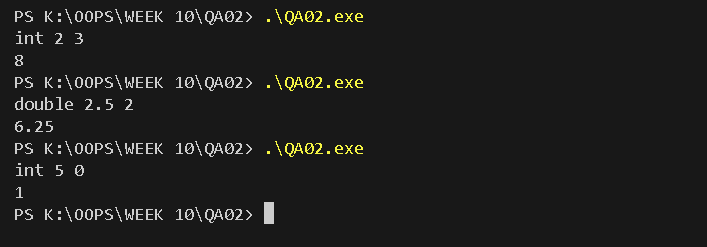 PS K:\OOPS\WEEK 10\QA02> .\QA02.exe
int 2 3
8
PS K:\OOPS\WEEK 10\QA02> .\QA02.exe
double 2.5 2
6.25
PS K:\OOPS\WEEK 10\QA02> .\QA02.exe
int 5 0
1
PS K:\OOPS\WEEK 10\QA02>